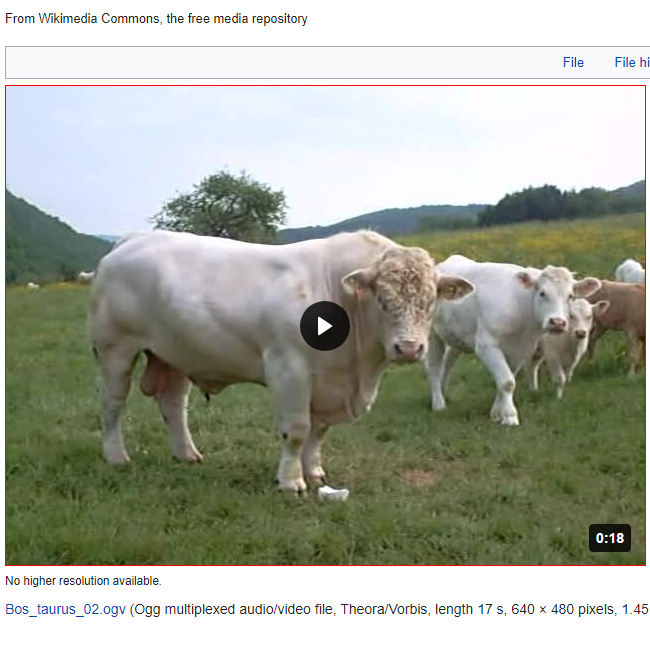 From Wikimedia Commons, the free media repository
File File hi
0:18
No higher resolution available.
Bos_taurus_02.ogv (Ogg multiplexed audio/video file, Theora/Vorbis, length 17 s, 640 × 480 pixels, 1.45